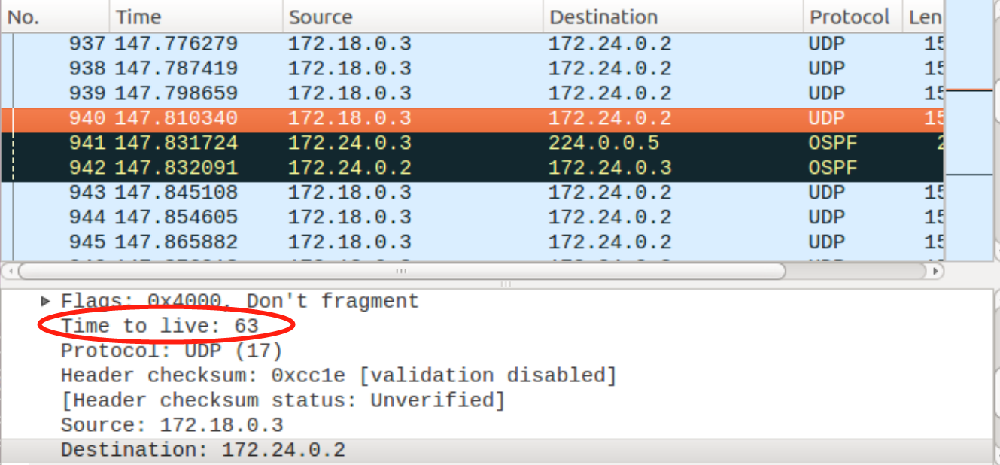 No. Time Source Destination Protocol Len
937 147.776279 172.18.0.3 172.24.0.2 UDP 15
938 147.787419 172.18.0.3 172.24.0.2 UDP 15
939 147.798659 172.18.0.3 172.24.0.2 UDP 15
940 147.810340 172.18.0.3 172.24.0.2 UDP 15
941 147.831724 172.24.0.3 224.0.0.5 OSPF 2
942 147.832091 172.24.0.2 172.24.0.3 OSPF
943 147.845108 172.18.0.3 172.24.0.2 UDP 15
944 147.854605 172.18.0.3 172.24.0.2 UDP 15
945 147.865882 172.18.0.3 172.24.0.2 UDP 15
Flags: 0x4000, Don't fragment
Time to live: 63
Protocol: UDP (17)
Header checksum: 0xcc1e [validation disabled]
[Header checksum status: Unverified]
Source: 172.18.0.3
Destination: 172.24.0.2